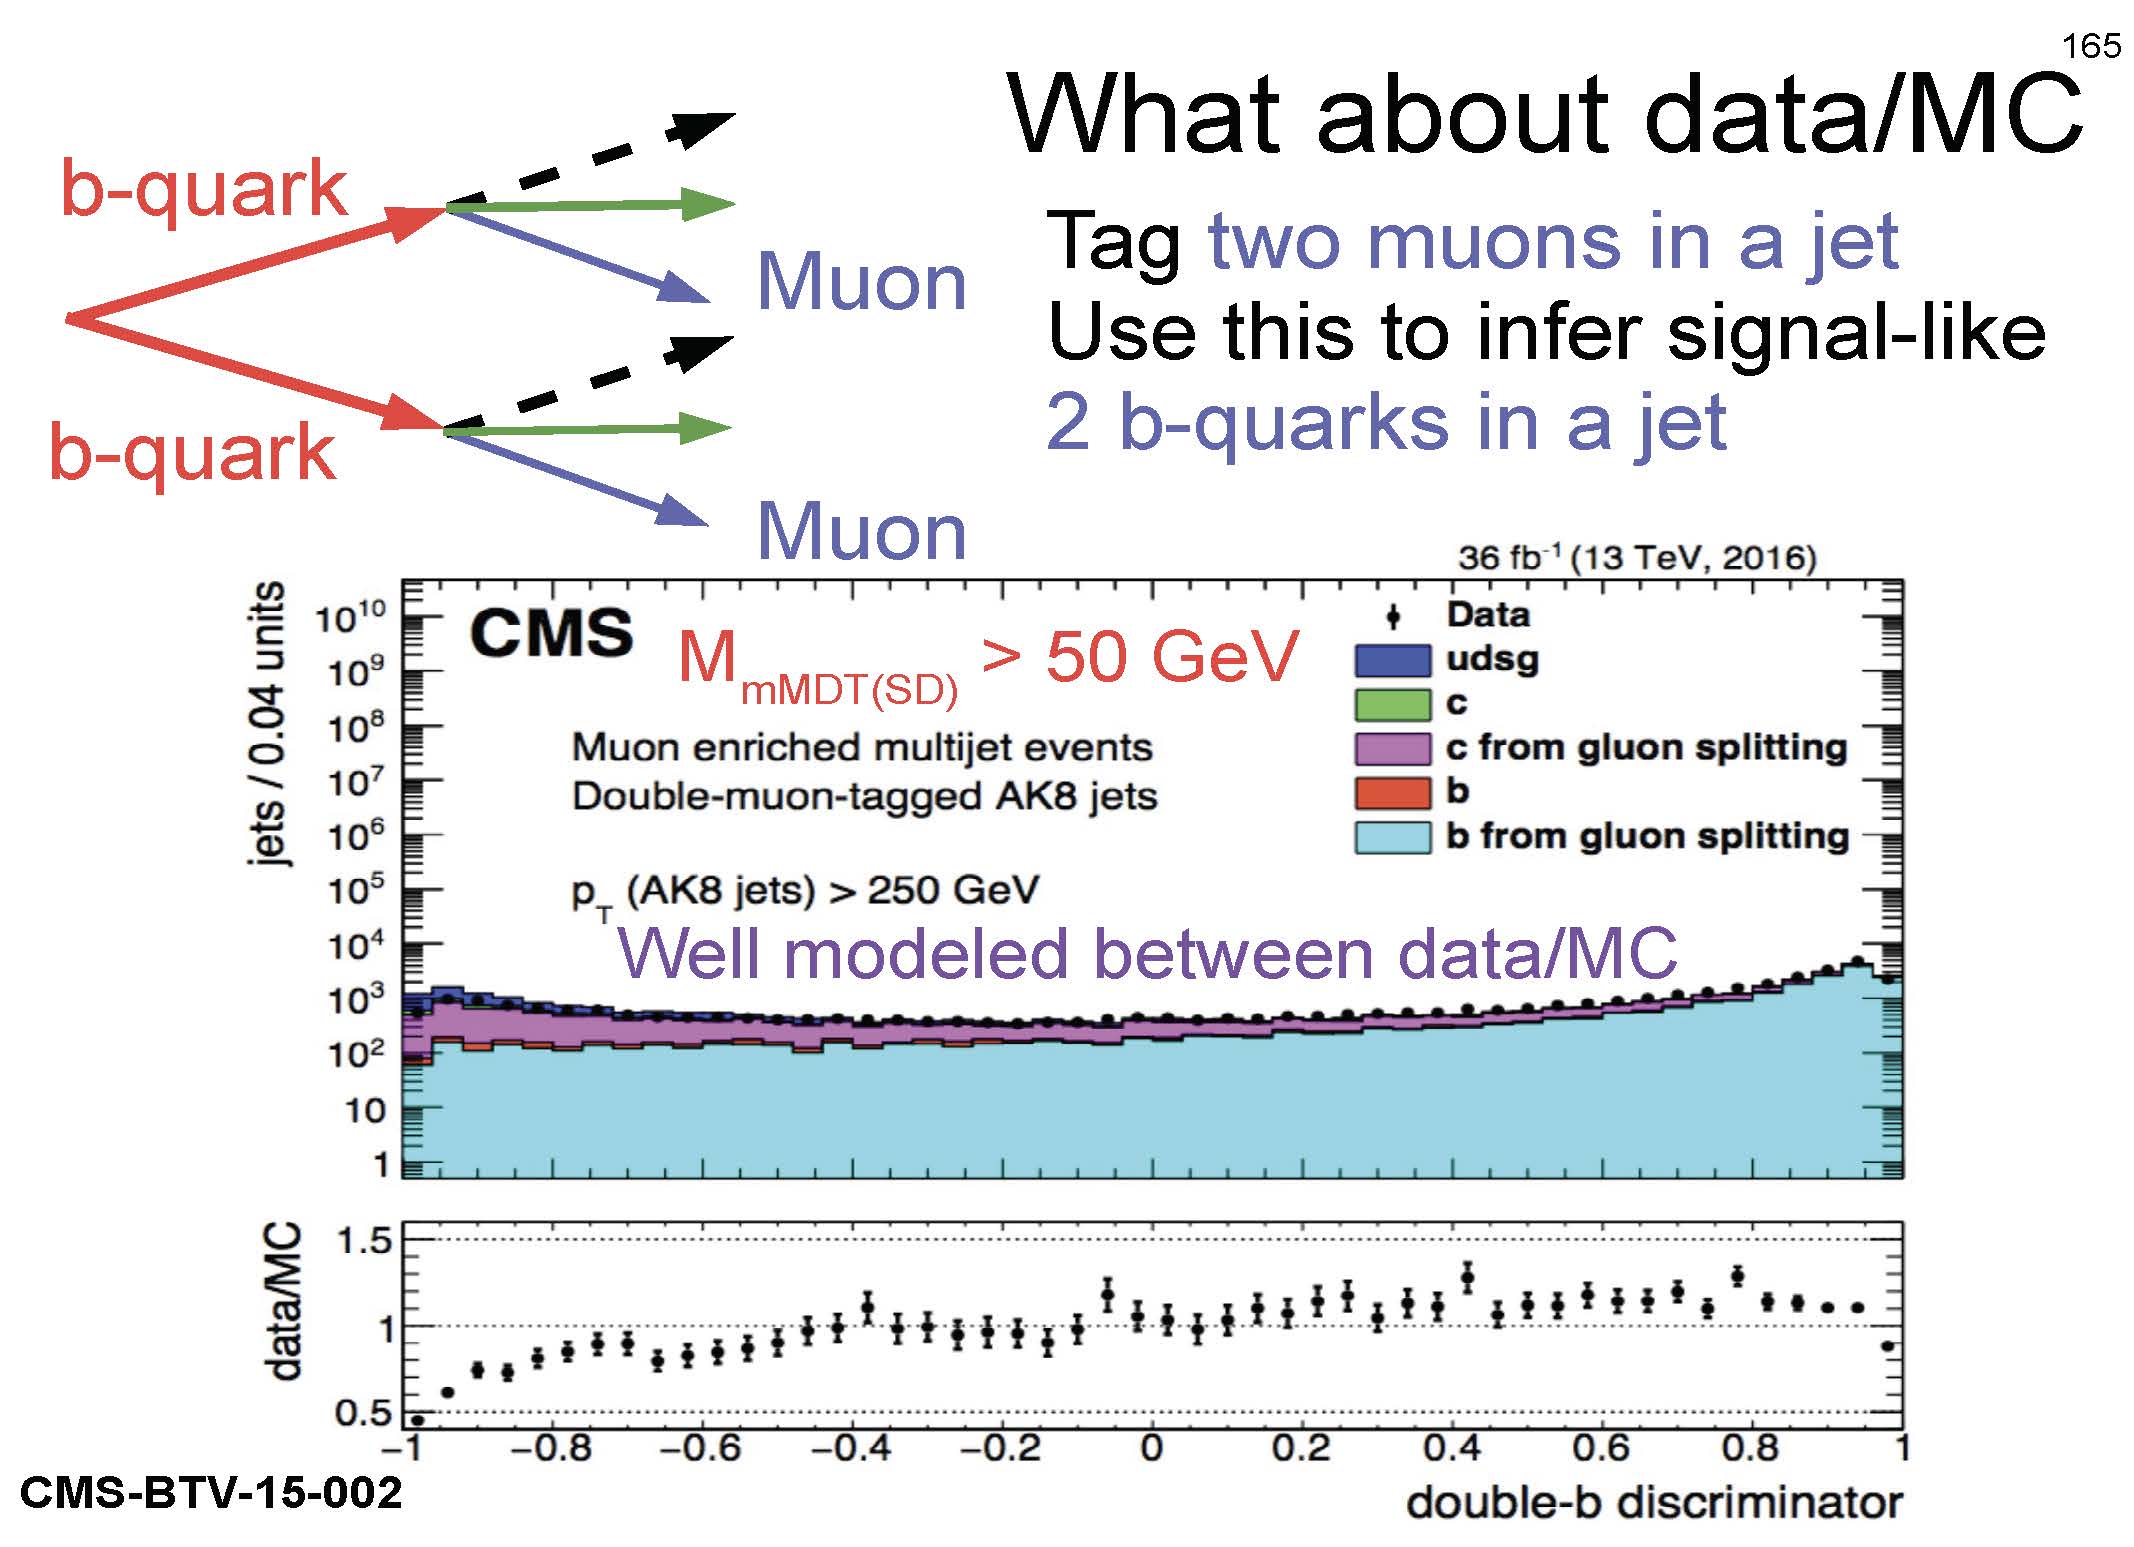 165
What about data/MC
b-quark
Tag two muons in a jet
Muon
Use this to infer signal-like
2 b-quarks in a jet
b-quark
Muon
36 fb-1 (13 TeV, 2016)
jets / 0.04 units
10^10
10^9
10^8
10^7
10^6
10^5
10^4
10^3
10^2
10
1
CMS
M mMDT(SD) > 50 GeV
Muon enriched multijet events
Double-muon-tagged AK8 jets
pT (AK8 jets) > 250 GeV
Well modeled between data/MC
Data
udsg
c
c from gluon splitting
b
b from gluon splitting
data/MC
1.5
1
0.5
−1 −0.8 −0.6 −0.4 −0.2 0 0.2 0.4 0.6 0.8 1
double-b discriminator
CMS-BTV-15-002